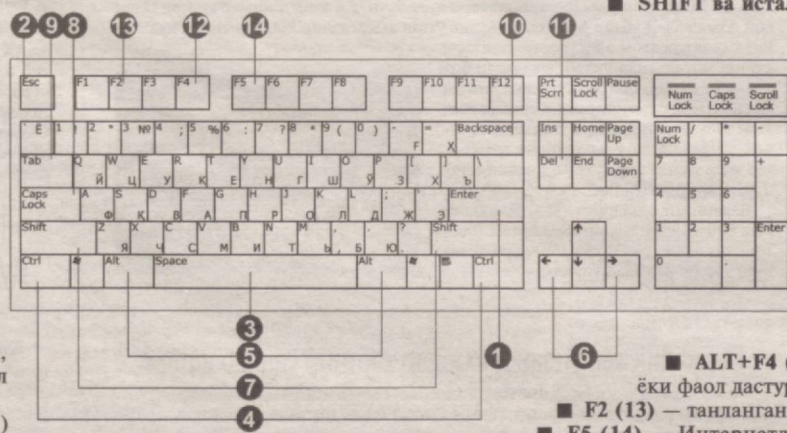 ■ SHIFT ва иста
2 9 8 13 12 14 10 11
Esc F1 F2 F3 F4 F5 F6 F7 F8 F9 F10 F11 F12 Prt Scrn Scroll Lock Pause Num Lock Caps Lock Scroll Lock
` Ё 1 ! 2 " 3 № 4 ; 5 % 6 : 7 ? 8 * 9 ( 0 ) - F = X Backspace Ins Home Page Up Num Lock / * -
Tab Q Й W Ц E У R К T Е Y Н U Г I Ш O Ў P З [ Х ] Ъ \ Del End Page Down 7 8 9 +
Caps Lock A Ф S Қ D В F А G П H Р J О K Л L Д ; Ж ' Э Enter 4 5 6
Shift Z Я X Ч C С V М B И N Т M Ь , Б . Ю ? . Shift ↑ 1 2 3 Enter
Ctrl Alt Space Alt Ctrl ← ↓ → 0 .
3
5 1 6
7
4
■ ALT+F4 (
ёки фаол дастур
■ F2 (13) — танланган
■ F5 (14) — Интернетд
,
л
)